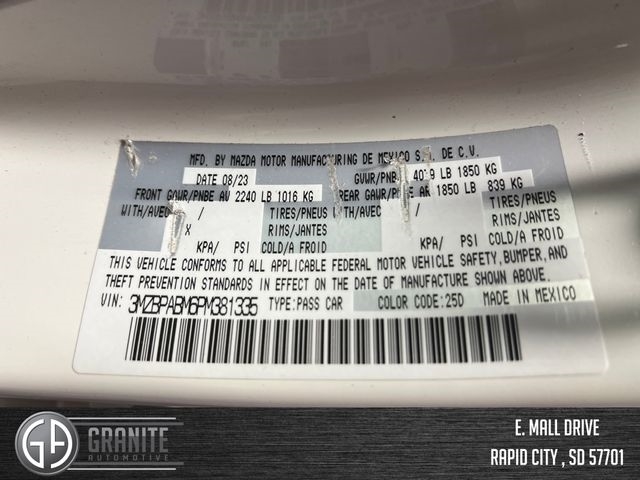 MFD. BY MAZDA MOTOR MANUFACTURING DE MEXICO S.A. DE C.V.
DATE 08/23 GVWR/PNBV 4079 LB 1850 KG
FRONT GAWR/PNBE AV 2240 LB 1016 KG REAR GAWR/PNBE AR 1850 LB 839 KG
WITH/AVEC / TIRES/PNEUS WITH/AVEC / TIRES/PNEUS
X RIMS/JANTES RIMS/JANTES
KPA/ PSI COLD/A FROID KPA/ PSI COLD/A FROID
THIS VEHICLE CONFORMS TO ALL APPLICABLE FEDERAL MOTOR VEHICLE SAFETY, BUMPER, AND
THEFT PREVENTION STANDARDS IN EFFECT ON THE DATE OF MANUFACTURE SHOWN ABOVE.
VIN: 3MZBPABM6PM381335 TYPE:PASS CAR COLOR CODE:25D MADE IN MEXICO
GA GRANITE
AUTOMOTIVE
E. MALL DRIVE
RAPID CITY , SD 57701